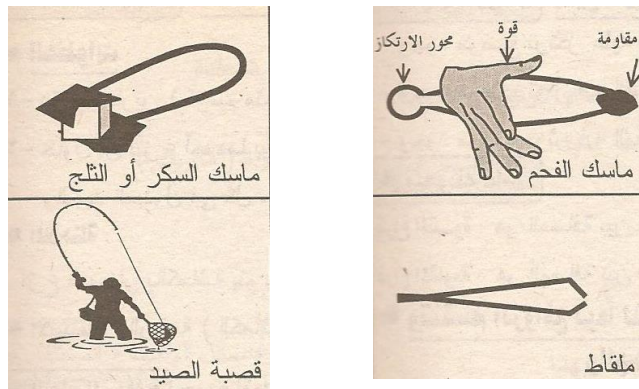 مقاومة
قوة
محور الارتكاز
ماسك الفحم
ماسك السكر أو الثلج
ملقاط
قصبة الصيد